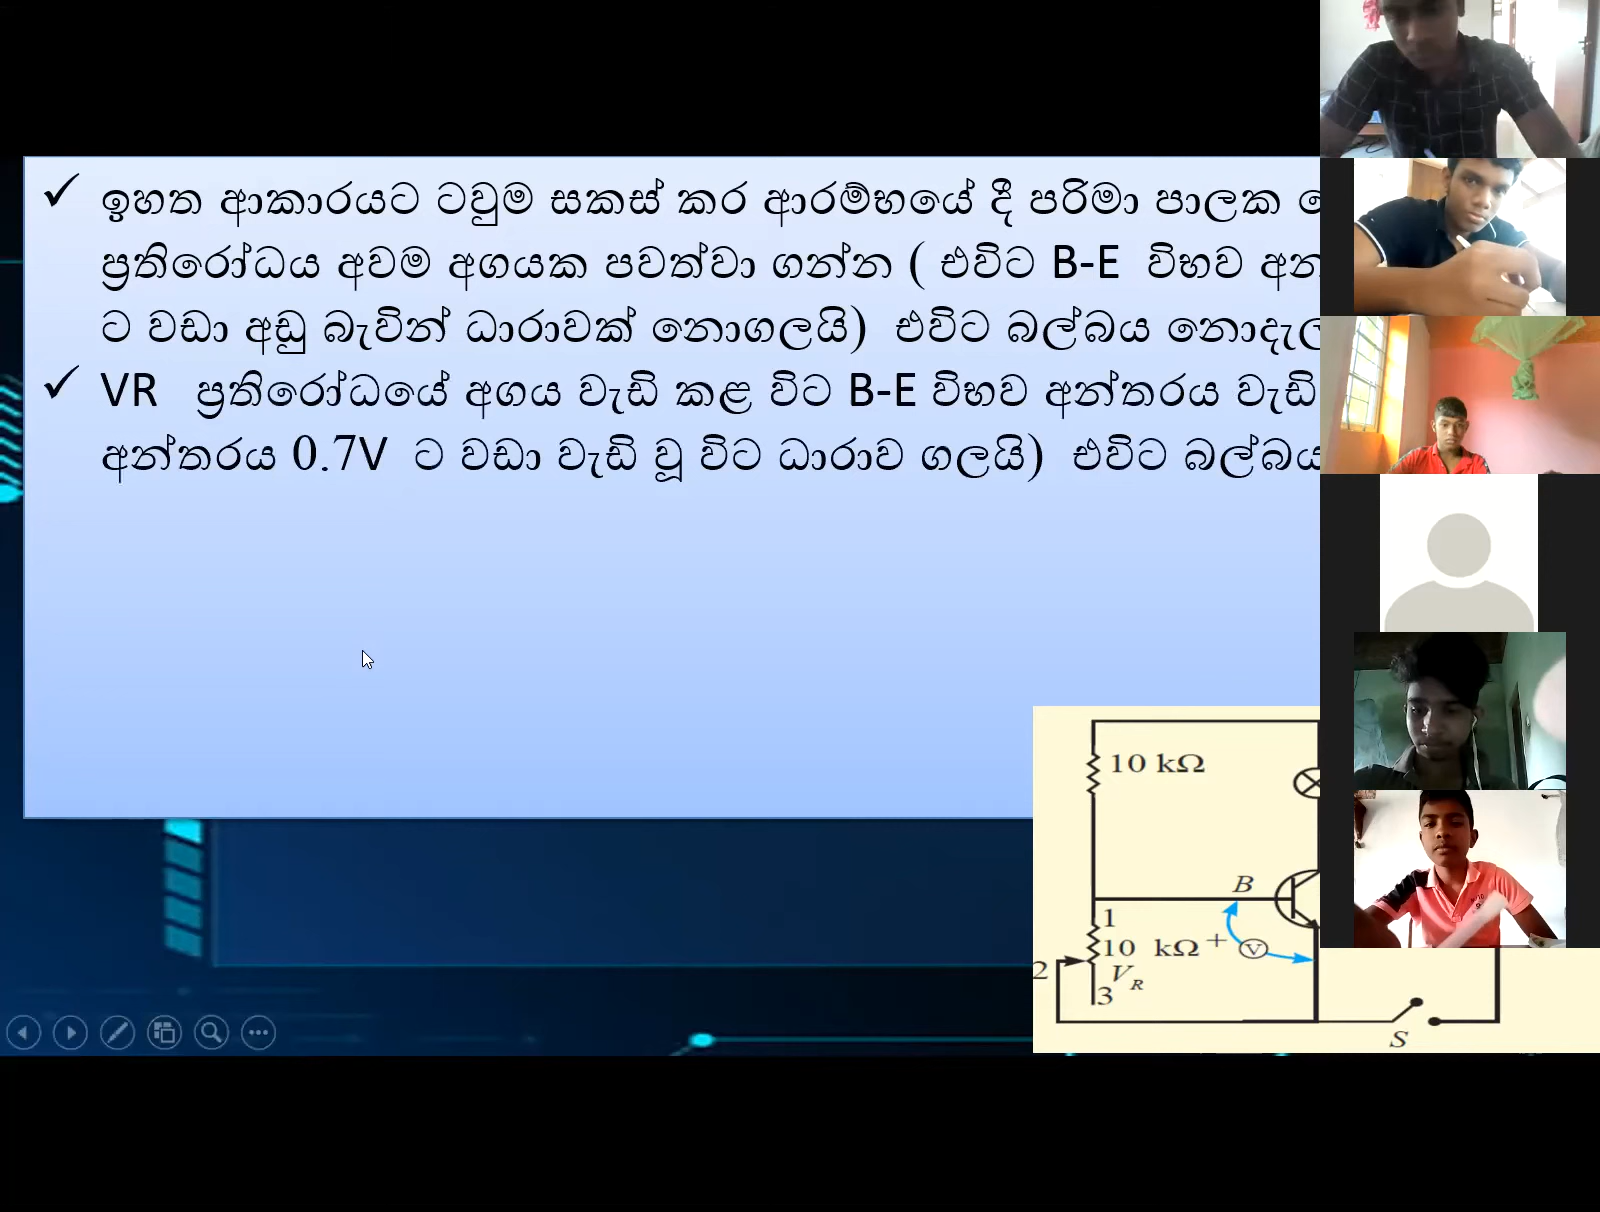 ✓ ඉහත ආකාරයට ටවුම සකස් කර ආරම්භයේ දී පරිමා පාලක
ප්‍රතිරෝධය අවම අගයක පවත්වා ගන්න ( එවිට B-E විභව
ට වඩා අඩු බැවින් ධාරාවක් නොගලයි) එවිට බල්බය
✓ VR ප්‍රතිරෝධයේ අගය වැඩි කළ විට B-E විභව අන්තරය වැඩි
අන්තරය 0.7V ට වඩා වැඩි වූ විට ධාරාව ගලයි) එවිට බල්බය
10 kΩ
B
1
10 kΩ + V
2
V_R
3
S